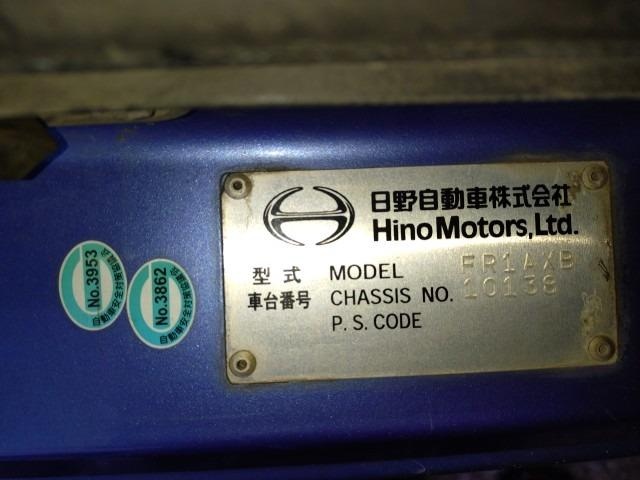 日野自動車株式会社
Hino Motors, Ltd.
型式 MODEL FR1AXB
車台番号 CHASSIS NO. 10138
P.S. CODE
No.3953
No.3862